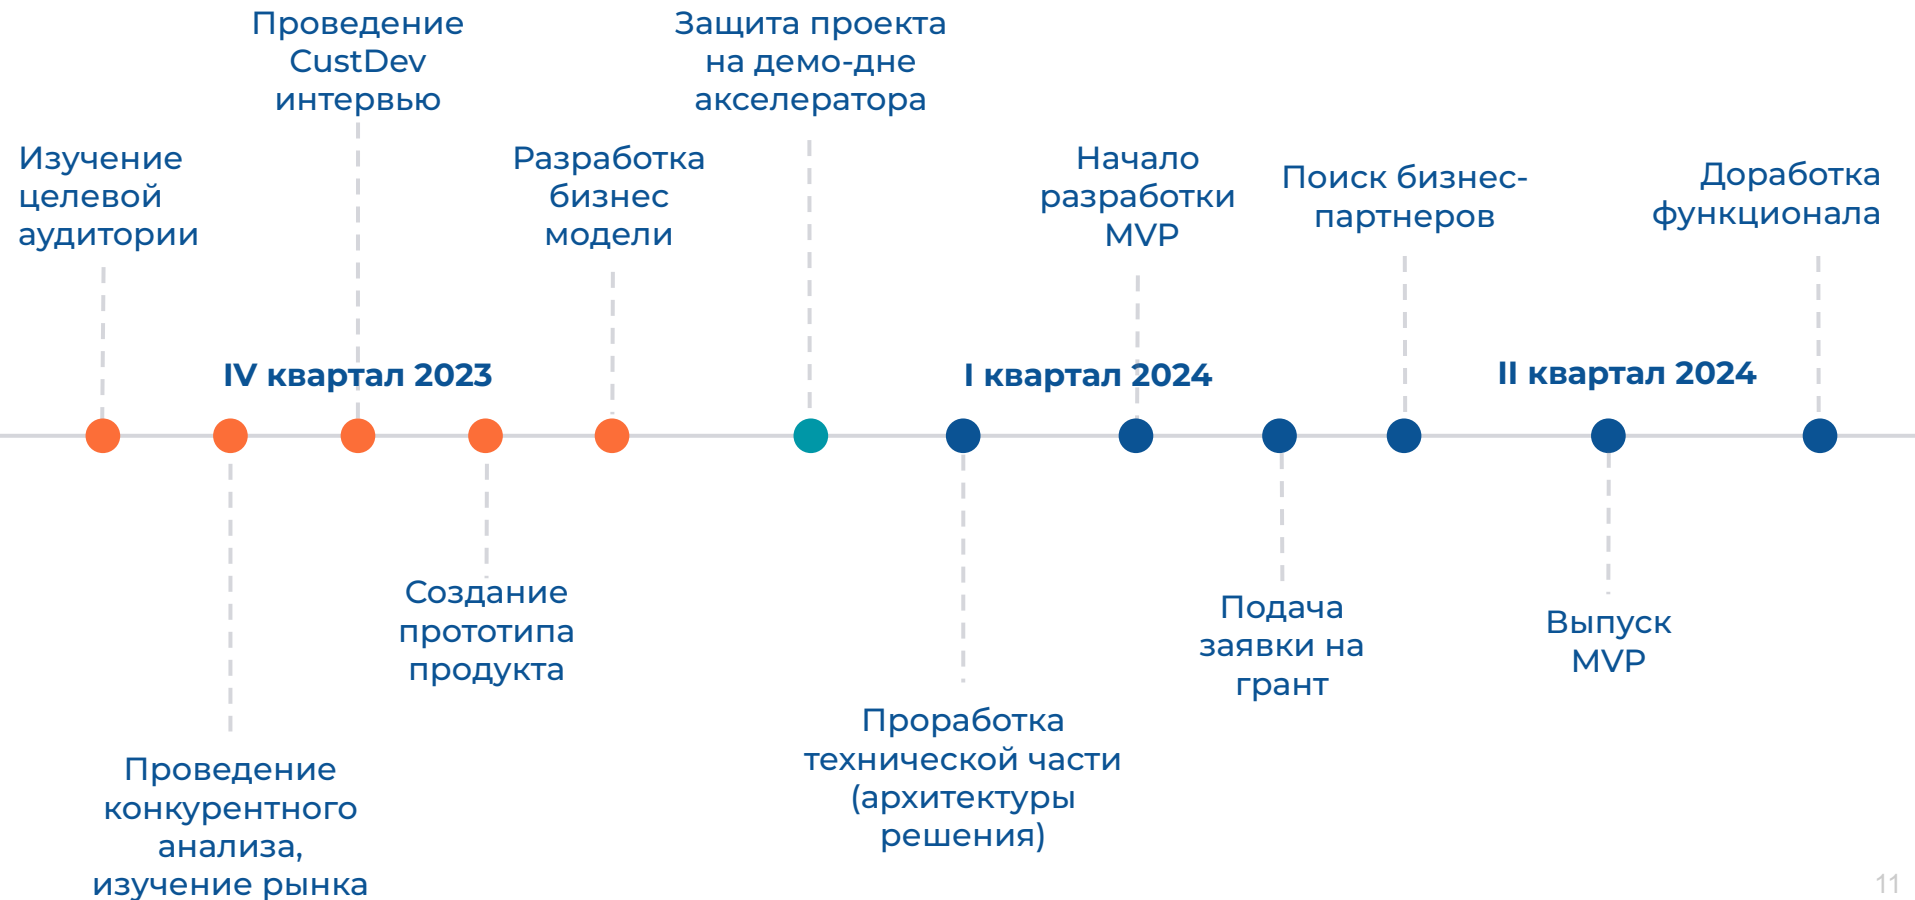 Проведение
CustDev
интервью
Защита проекта
на демо-дне
акселератора
Изучение
целевой
аудитории
Разработка
бизнес
модели
Начало
разработки
MVP
Поиск бизнес-
партнеров
Доработка
функционала
IV квартал 2023
I квартал 2024
II квартал 2024
Создание
прототипа
продукта
Подача
заявки на
грант
Выпуск
MVP
Проработка
технической части
(архитектуры
решения)
Проведение
конкурентного
анализа,
изучение рынка
11